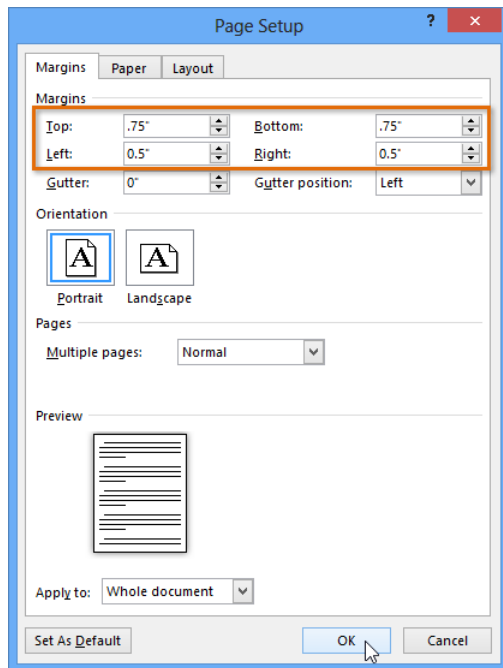 Page Setup ? ×
Margins Paper Layout
Margins
Top: .75" Bottom: .75"
Left: 0.5" Right: 0.5"
Gutter: 0" Gutter position: Left
Orientation
A A
Portrait Landscape
Pages
Multiple pages: Normal
Preview
Apply to: Whole document
Set As Default OK Cancel